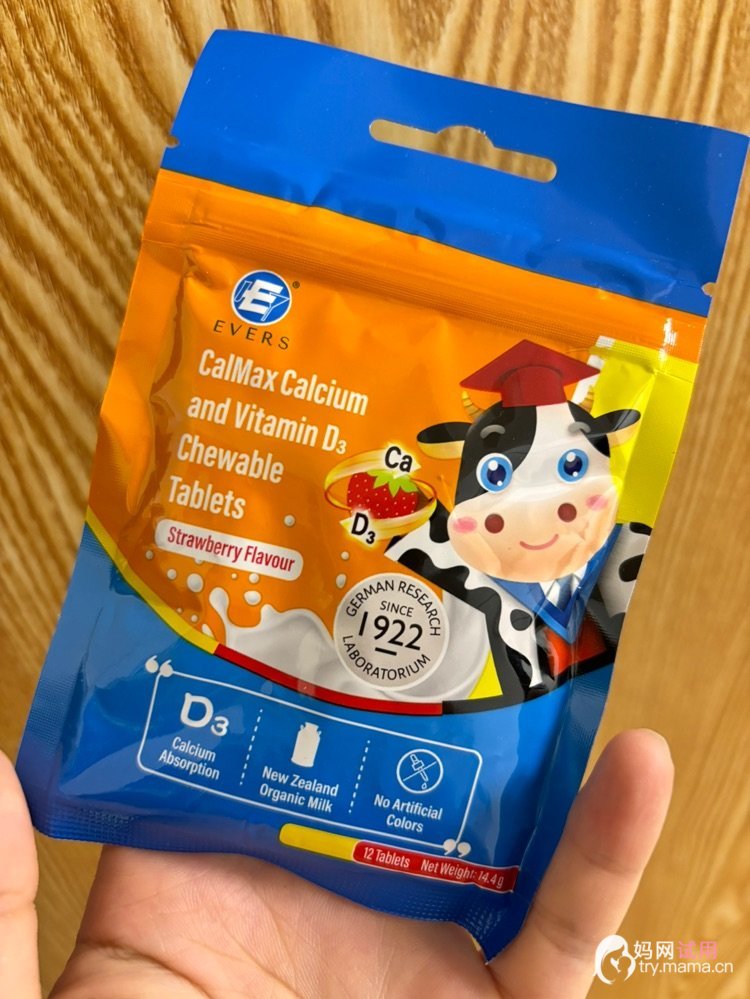 E
®
EVERS
CalMax Calcium
and Vitamin D₃
Chewable
Tablets
Strawberry Flavour
Ca
D₃
GERMAN RESEARCH
SINCE
1922
LABORATORIUM
“
D₃
Calcium
Absorption
New Zealand
Organic Milk
No Artificial
Colors
”
12 Tablets Net Weight: 14.4 g
妈网试用
try.mama.cn